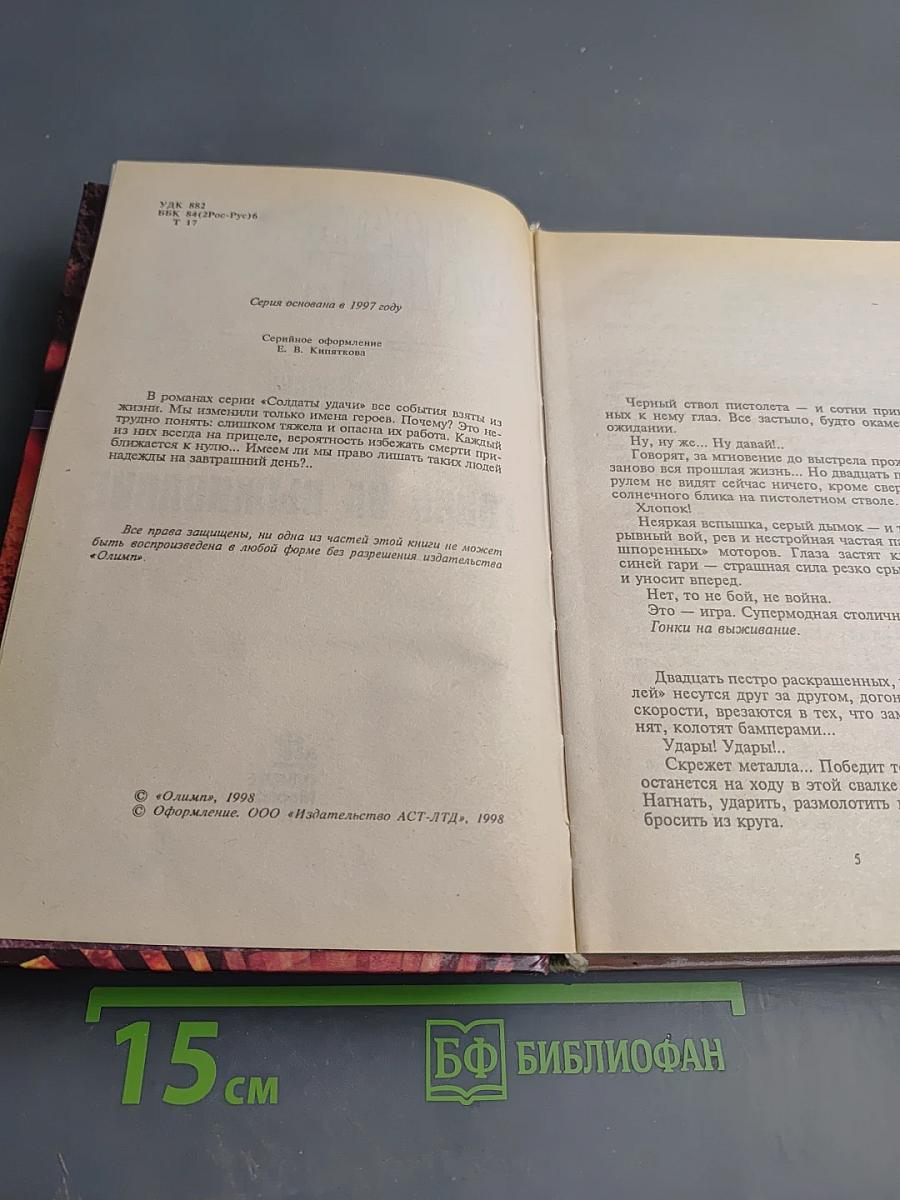 УДК 882
ББК 84(2Рос-Рус)6
Т 17
Серия основана в 1997 году
Серийное оформление
Е. В. Кипяткова
В романах серии «Солдаты удачи» все события взяты из
жизни. Мы изменили только имена героев. Почему? Это не-
трудно понять: слишком тяжела и опасна их работа. Каждый
из них всегда на прицеле, вероятность избежать смерти при-
ближается к нулю... Имеем ли мы право лишать таких людей
надежды на завтрашний день?..
Все права защищены, ни одна из частей этой книги не может
быть воспроизведена в любой форме без разрешения издательства
«Олимп».
© «Олимп», 1998
© Оформление. ООО «Издательство АСТ-ЛТД», 1998
Черный ствол пистолета — и сотни
ных к нему глаз. Все застыло, будто
ожидании.
Ну, ну же... Ну давай!..
Говорят, за мгновение до выстрела
заново вся прошлая жизнь... Но двадцать
рулем не видят сейчас ничего, кроме
солнечного блика на пистолетном стволе.
Хлопок!
Неяркая вспышка, серый дымок — и
рывный вой, рев и нестройная частая
шпоренных» моторов. Глаза застят
синей гари — страшная сила резко
и уносит вперед.
Нет, то не бой, не война.
Это — игра. Супермодная
Гонки на выживание.
Двадцать пестро раскрашенных,
лей» несутся друг за другом,
скорости, врезаются в тех, что
нят, колотят бамперами...
Удары! Удары!..
Скрежет металла... Победит
останется на ходу в этой свалке
Нагнать, ударить, размолотить
бросить из круга.
5
15 см
БФ БИБЛИОФАН